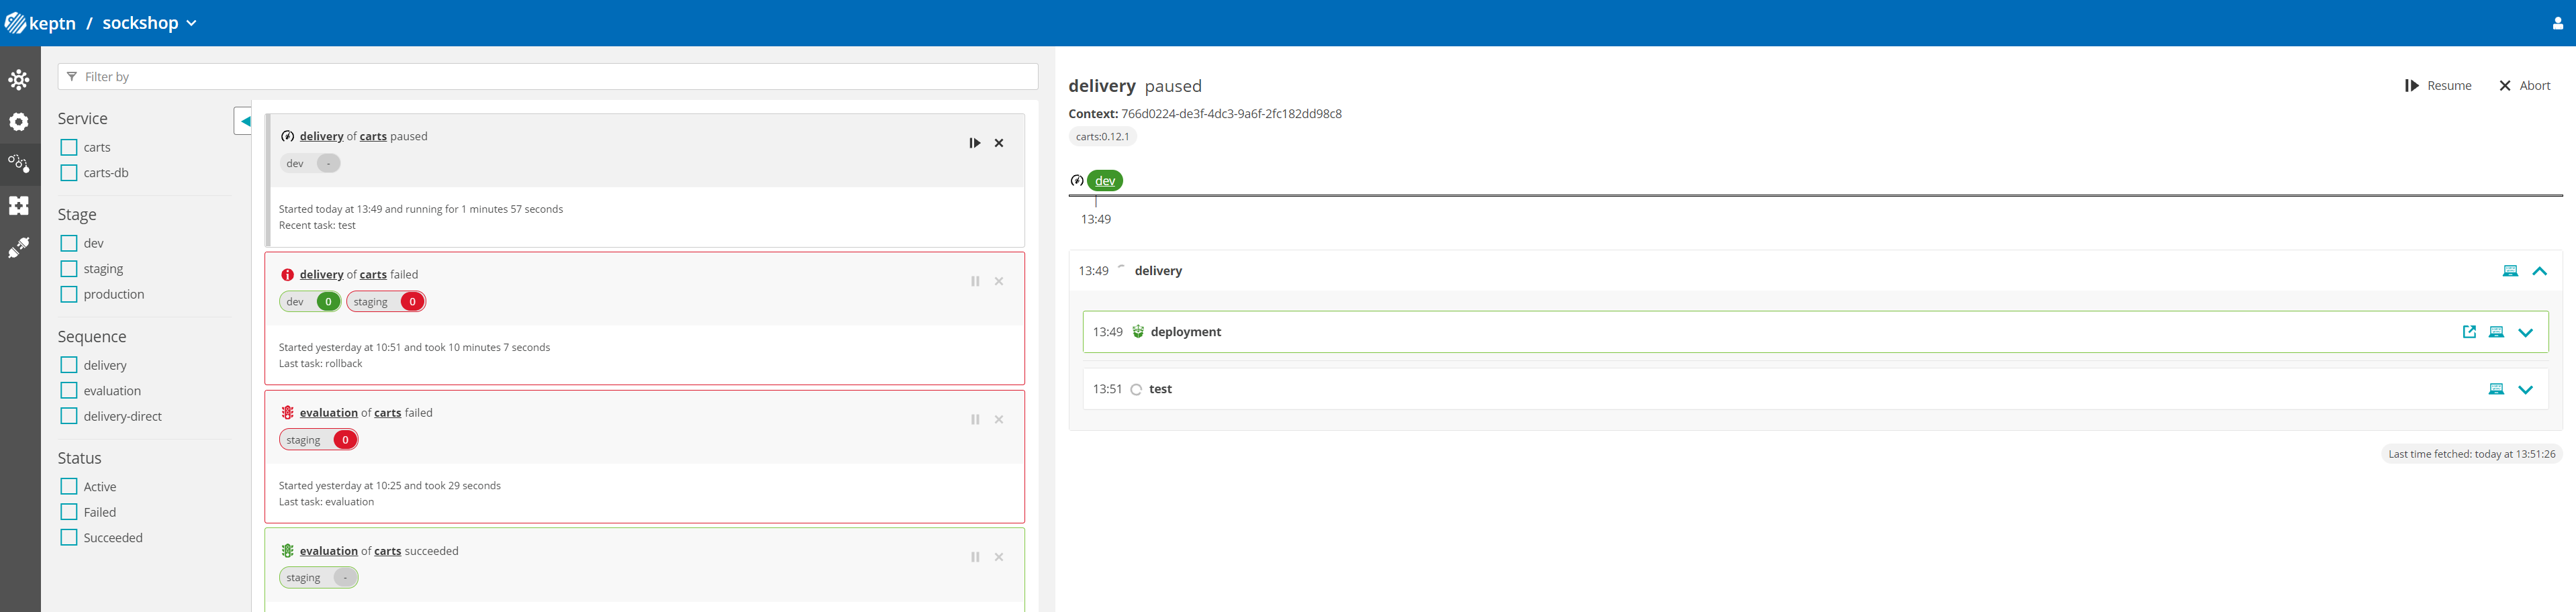 keptn / sockshop
Filter by
Service
carts
carts-db
Stage
dev
staging
production
Sequence
delivery
evaluation
delivery-direct
Status
Active
Failed
Succeeded
delivery of carts paused
dev -
Started today at 13:49 and running for 1 minutes 57 seconds
Recent task: test
delivery of carts failed
dev 0 staging 0
Started yesterday at 10:51 and took 10 minutes 7 seconds
Last task: rollback
evaluation of carts failed
staging 0
Started yesterday at 10:25 and took 29 seconds
Last task: evaluation
evaluation of carts succeeded
staging -
delivery paused Resume Abort
Context: 766d0224-de3f-4dc3-9a6f-2fc182dd98c8
carts:0.12.1
dev
13:49
13:49 delivery
13:49 deployment
13:51 test
Last time fetched: today at 13:51:26